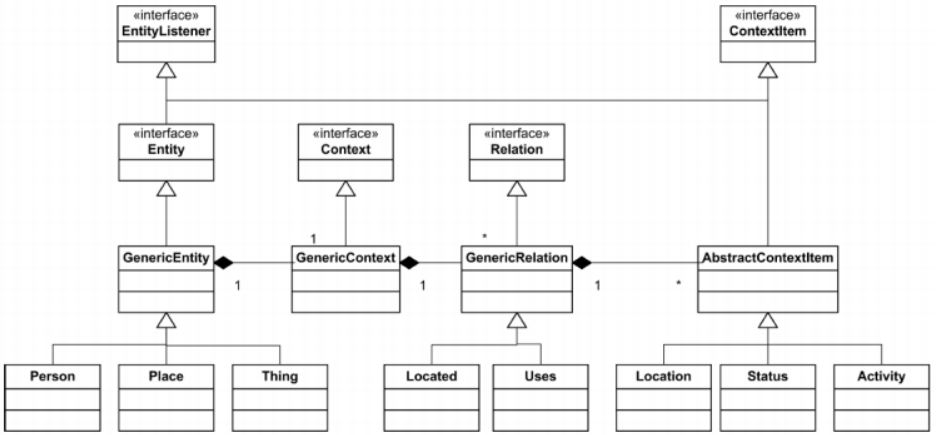 «interface»
EntityListener
«interface»
ContextItem
«interface»
Entity
«interface»
Context
«interface»
Relation
GenericEntity
1
1
GenericContext
1
*
GenericRelation
1
*
AbstractContextItem
Person
Place
Thing
Located
Uses
Location
Status
Activity